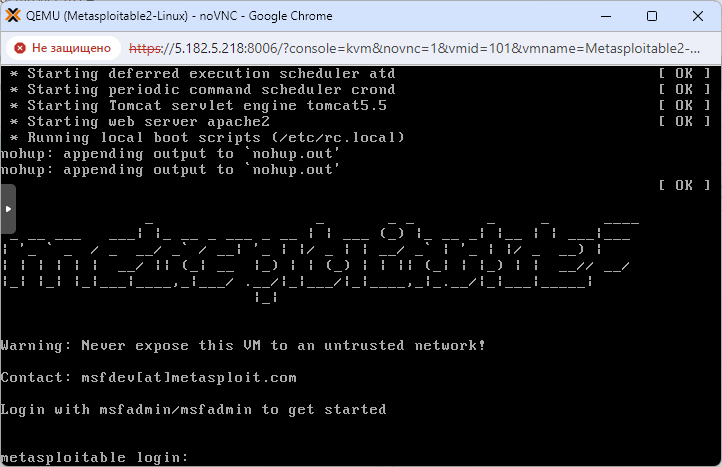 QEMU (Metasploitable2-Linux) - noVNC - Google Chrome
Не защищено https://5.182.5.218:8006/?console=kvm&novnc=1&vmid=101&vmname=Metasploitable2-...
* Starting deferred execution scheduler atd [ OK ]
* Starting periodic command scheduler crond [ OK ]
* Starting Tomcat servlet engine tomcat5.5 [ OK ]
* Starting web server apache2 [ OK ]
* Running local boot scripts (/etc/rc.local)
nohup: appending output to `nohup.out'
nohup: appending output to `nohup.out'
[ OK ]
metasploitable2
Warning: Never expose this VM to an untrusted network!
Contact: msfdev[at]metasploit.com
Login with msfadmin/msfadmin to get started
metasploitable login: